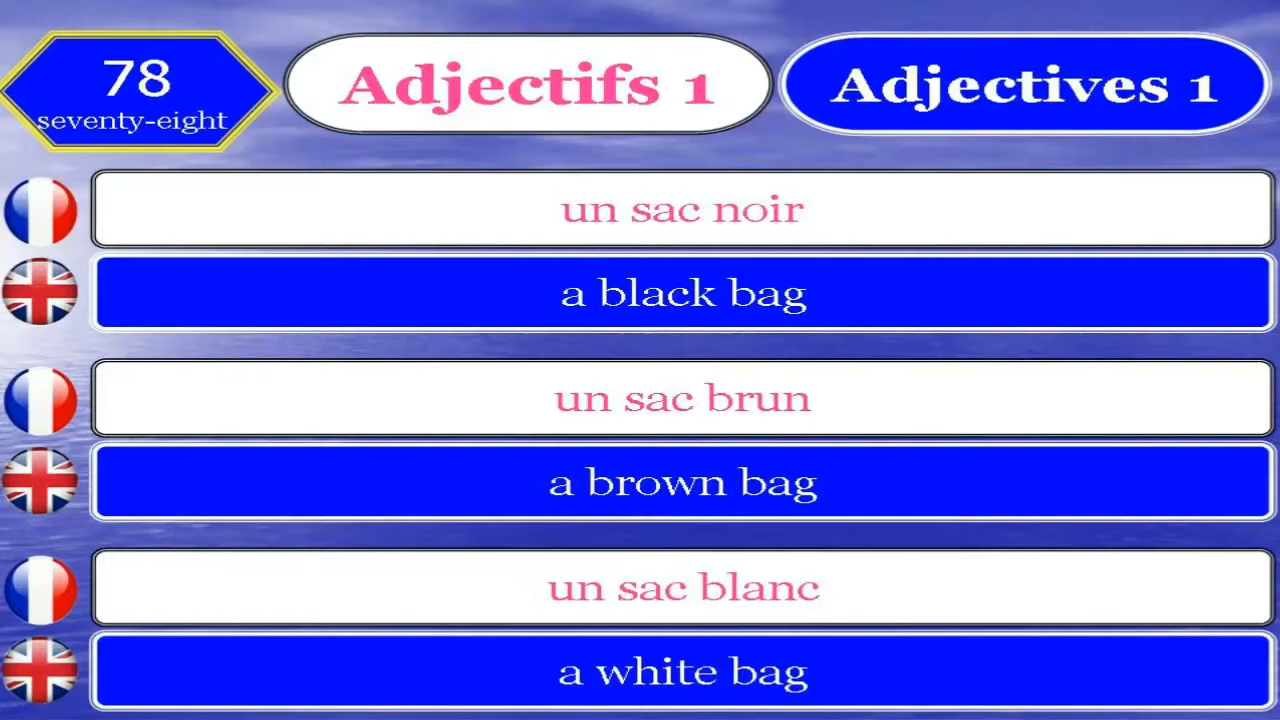 78
seventy-eight
Adjectifs 1
Adjectives 1
un sac noir
a black bag
un sac brun
a brown bag
un sac blanc
a white bag